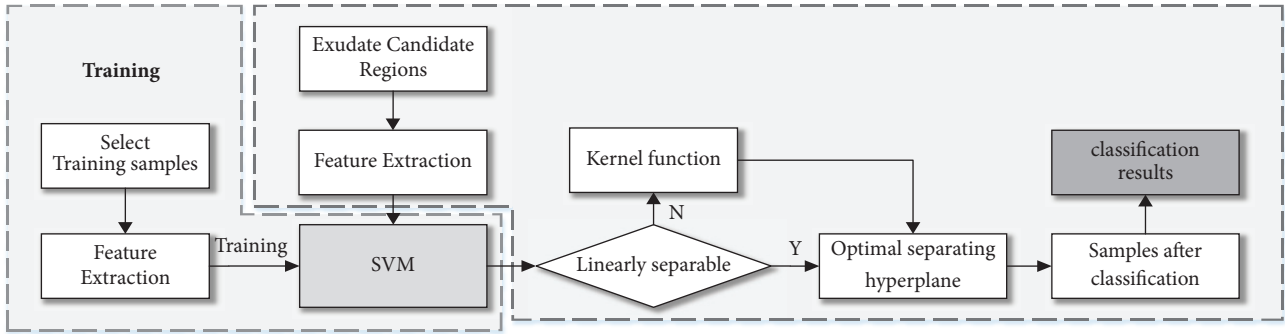 Training
Select
Training samples
Feature
Extraction
Training
Exudate Candidate
Regions
Feature Extraction
SVM
Linearly separable
N
Kernel function
Y
Optimal separating
hyperplane
Samples after
classification
classification
results